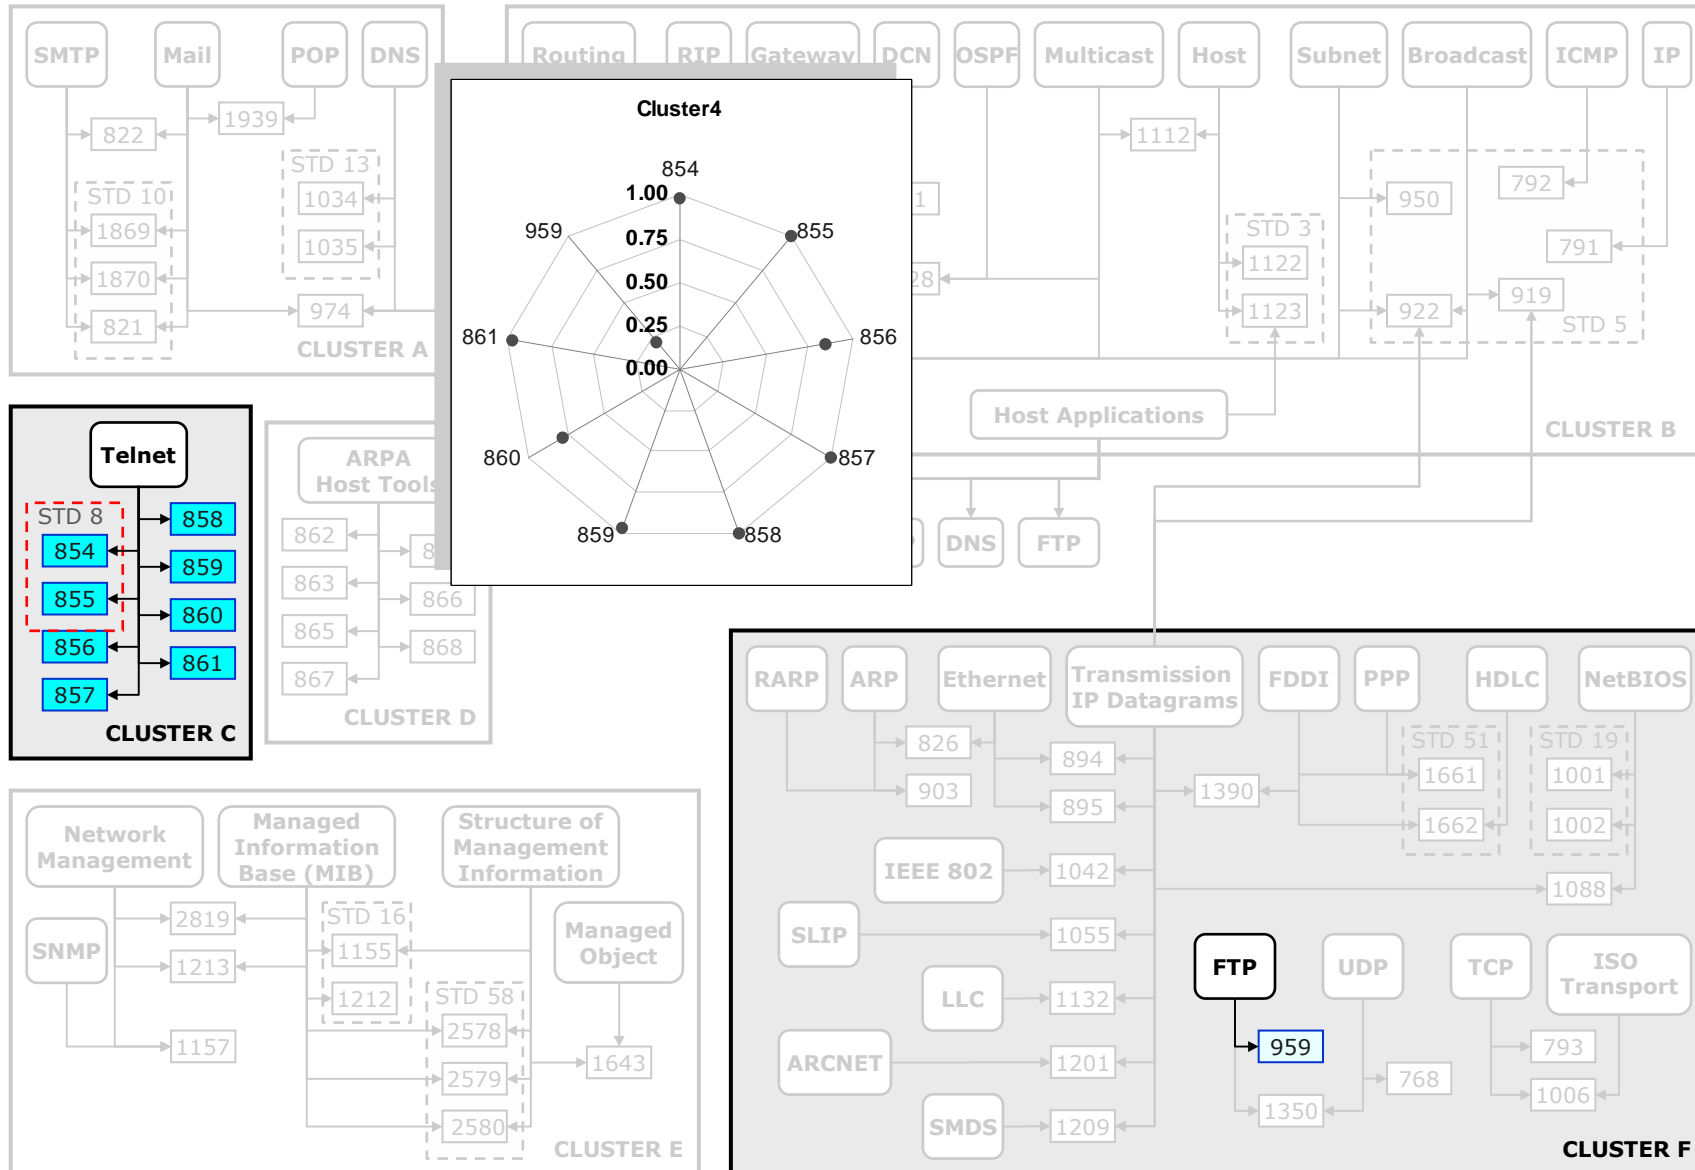 SMTP
Mail
POP
DNS
822
1939
STD 13
1034
1035
STD 10
1869
1870
821
974
CLUSTER A
Routing
RIP
Gateway
DCN
OSPF
Multicast
Host
Subnet
Broadcast
ICMP
IP
1112
STD 3
1122
1123
950
792
791
922
919
STD 5
Host Applications
CLUSTER B
DNS
FTP
Cluster4
854
1.00
0.75
0.50
0.25
0.00
855
856
857
858
859
860
861
959
Telnet
STD 8
858
854
859
855
860
856
861
857
CLUSTER C
ARPA
Host Tools
862
863
866
865
868
867
CLUSTER D
Network
Management
Managed
Information
Base (MIB)
Structure of
Management
Information
SNMP
Managed
Object
2819
1213
1157
STD 16
1155
1212
STD 58
2578
2579
2580
1643
CLUSTER E
RARP
ARP
Ethernet
Transmission
IP Datagrams
FDDI
PPP
HDLC
NetBIOS
826
903
894
895
1390
STD 51
1661
1662
STD 19
1001
1002
IEEE 802
1042
1088
SLIP
1055
LLC
1132
ARCNET
1201
SMDS
1209
FTP
UDP
TCP
ISO
Transport
959
1350
768
793
1006
CLUSTER F